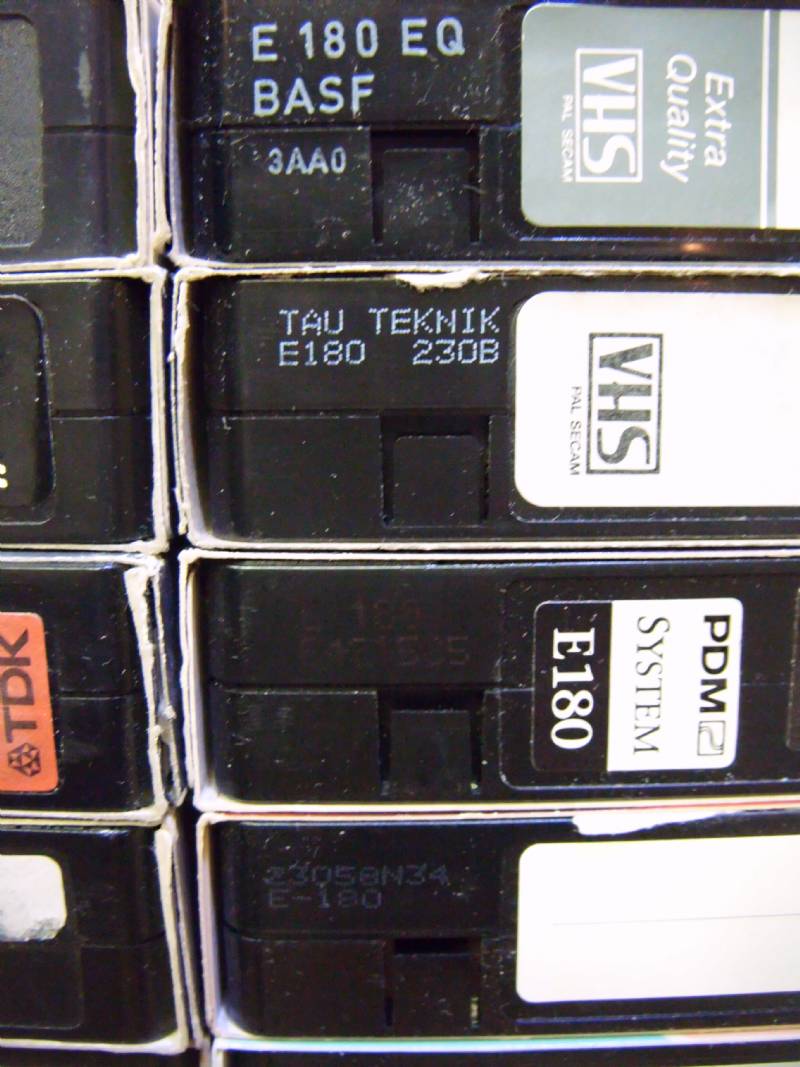 E 180 EQ
BASF
3AA0
Extra
Quality
VHS
PAL SECAM
TAU TEKNIK
E180 230B
VHS
PAL SECAM
TDK
PDM
SYSTEM
E180
23058N34
E-180